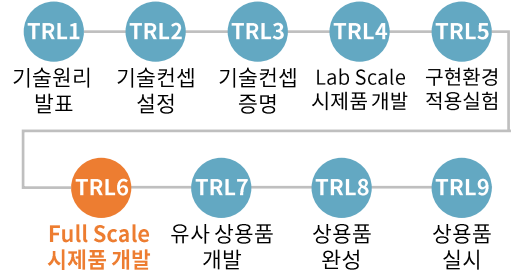 TRL1 TRL2 TRL3 TRL4 TRL5
기술원리 기술컨셉 기술컨셉 Lab Scale 구현환경
발표 설정 증명 시제품 개발 적용실험
TRL6 TRL7 TRL8 TRL9
Full Scale 유사 상용품 상용품 상용품
시제품 개발 개발 완성 실시